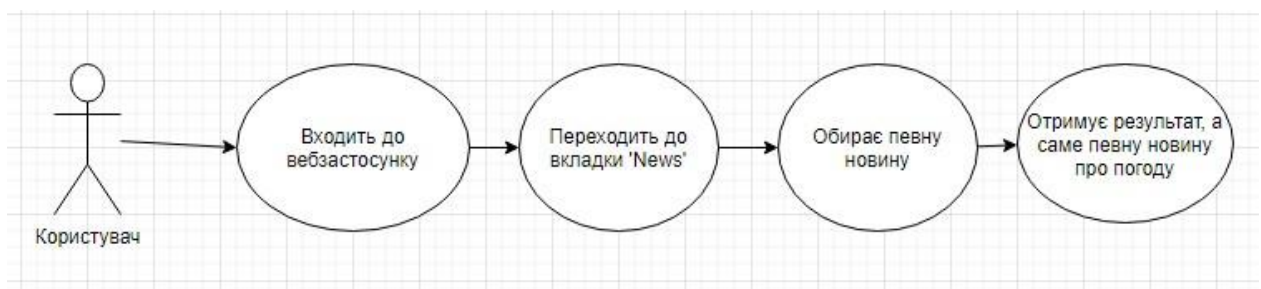 Користувач
Входить до
вебзастосунку
Переходить до
вкладки 'News'
Обирає певну
новину
Отримує результат, а
саме певну новину
про погоду